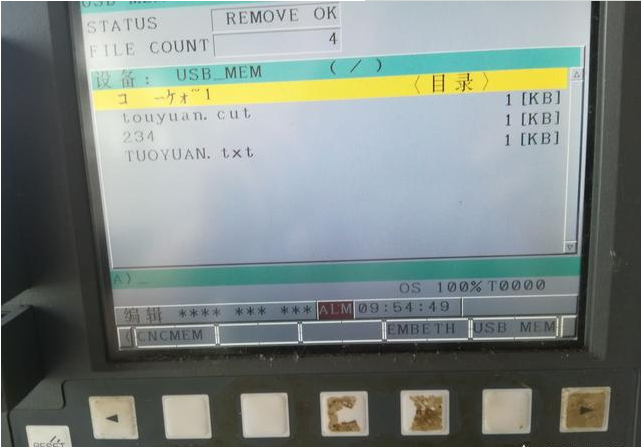 USB MEM
STATUS REMOVE OK
FILE COUNT 4
设备: USB_MEM (/)
コ ーケォ~1 〈目录〉
touyuan.cut 1[KB]
234 1[KB]
TUOYUAN.txt 1[KB]
A)_
OS 100% T0000
编辑 **** *** *** ALM 09:54:49
(CNCMEM EMBETH USB MEM
RESET